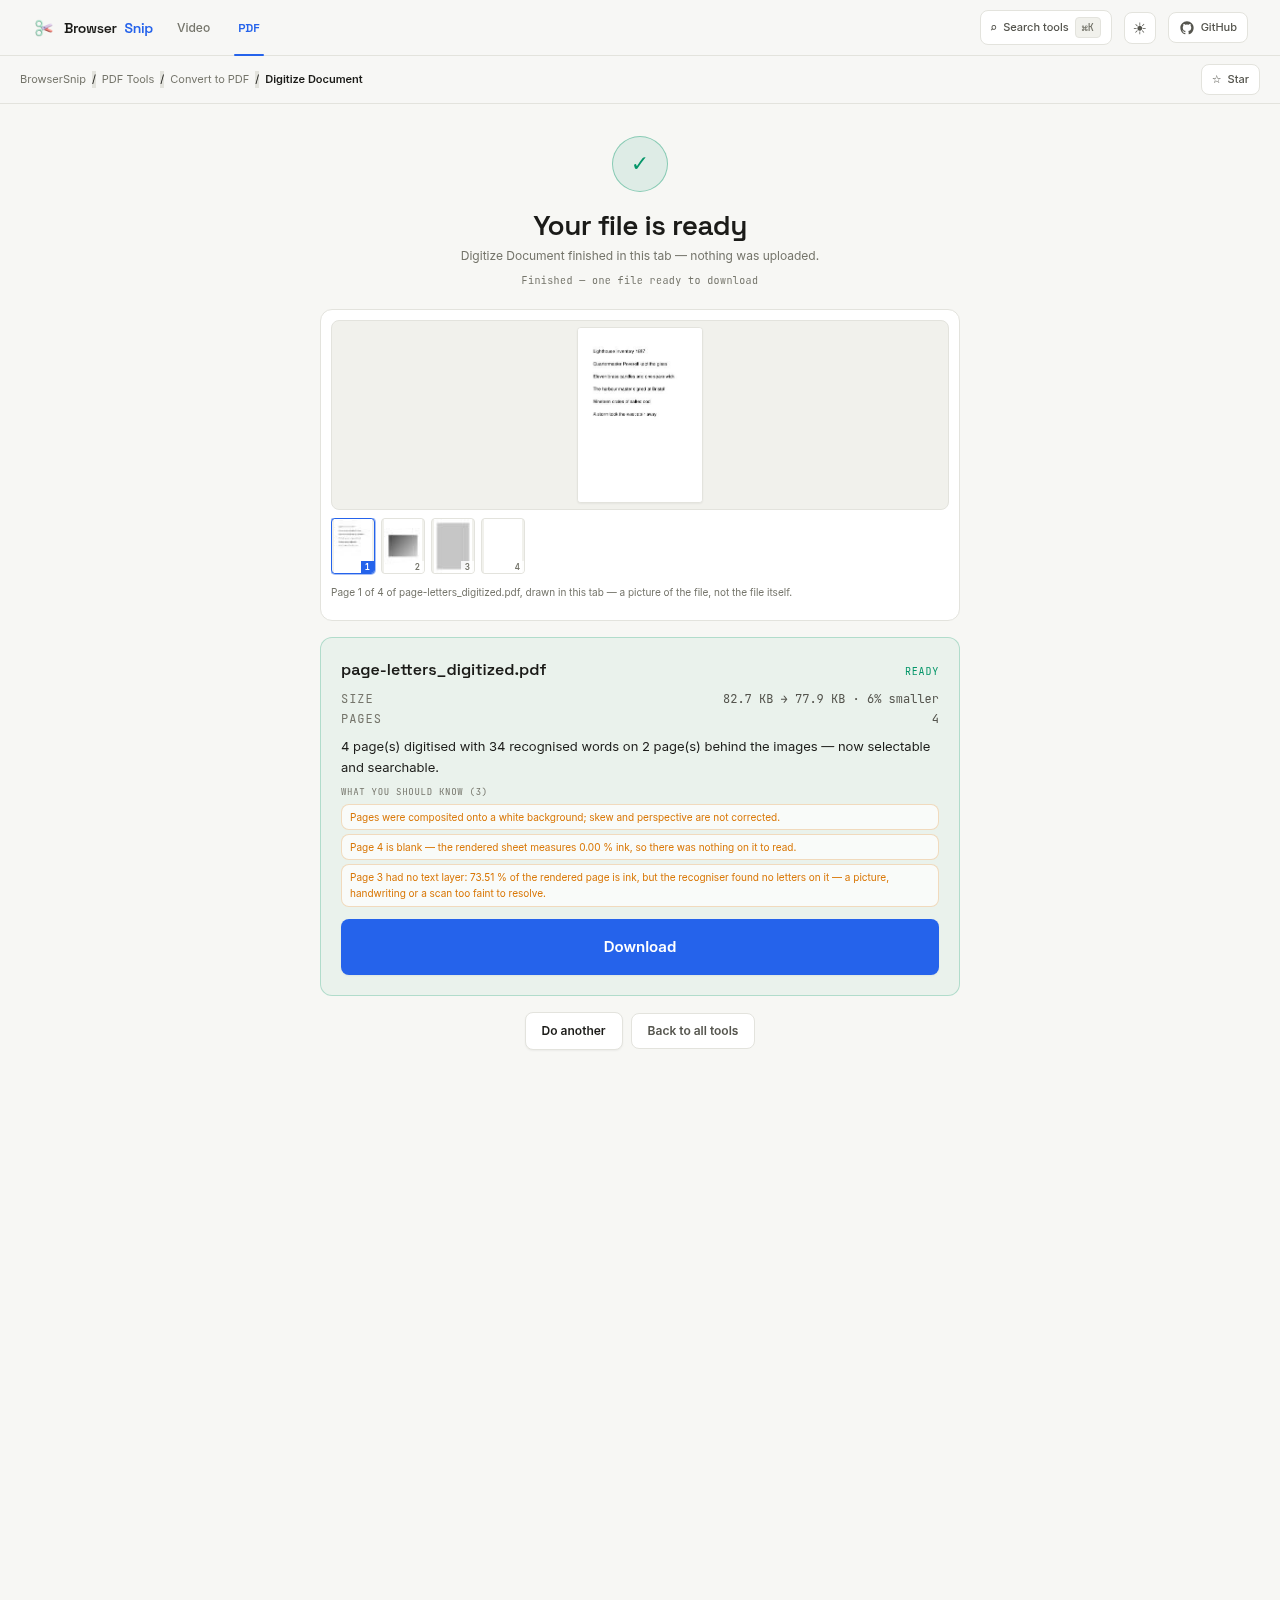 Browser Snip
Video
PDF
Search tools
⌘K
GitHub
BrowserSnip / PDF Tools / Convert to PDF / Digitize Document
☆ Star
✓
Your file is ready
Digitize Document finished in this tab — nothing was uploaded.
Finished — one file ready to download
1
2
3
4
Page 1 of 4 of page-letters_digitized.pdf, drawn in this tab — a picture of the file, not the file itself.
page-letters_digitized.pdf
READY
SIZE
82.7 KB → 77.9 KB · 6% smaller
PAGES
4
4 page(s) digitised with 34 recognised words on 2 page(s) behind the images — now selectable
and searchable.
WHAT YOU SHOULD KNOW (3)
Pages were composited onto a white background; skew and perspective are not corrected.
Page 4 is blank — the rendered sheet measures 0.00 % ink, so there was nothing on it to read.
Page 3 had no text layer: 73.51 % of the rendered page is ink, but the recogniser found no letters on it — a picture,
handwriting or a scan too faint to resolve.
Download
Do another
Back to all tools